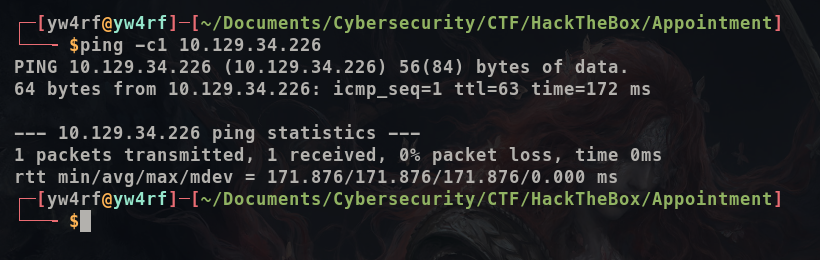 ┌─[yw4rf@yw4rf]─[~/Documents/Cybersecurity/CTF/HackTheBox/Appointment]
└──╼ $ping -c1 10.129.34.226
PING 10.129.34.226 (10.129.34.226) 56(84) bytes of data.
64 bytes from 10.129.34.226: icmp_seq=1 ttl=63 time=172 ms

--- 10.129.34.226 ping statistics ---
1 packets transmitted, 1 received, 0% packet loss, time 0ms
rtt min/avg/max/mdev = 171.876/171.876/171.876/0.000 ms
┌─[yw4rf@yw4rf]─[~/Documents/Cybersecurity/CTF/HackTheBox/Appointment]
└──╼ $